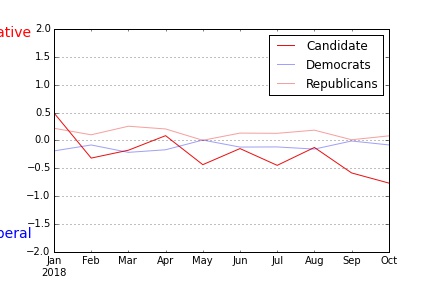 ative
beral
2.0
1.5
1.0
0.5
0.0
−0.5
−1.0
−1.5
−2.0
Candidate
Democrats
Republicans
Jan Feb Mar Apr May Jun Jul Aug Sep Oct
2018